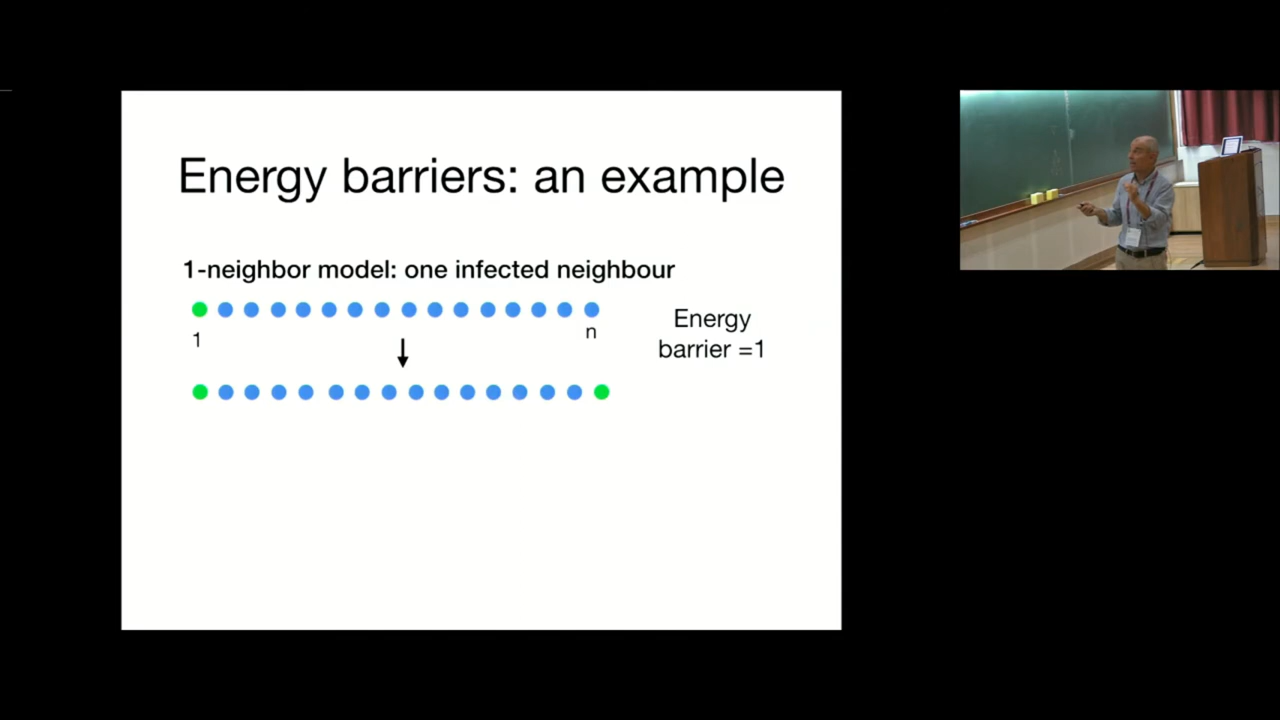 Energy barriers: an example
1-neighbor model: one infected neighbour
1
n
Energy
barrier =1